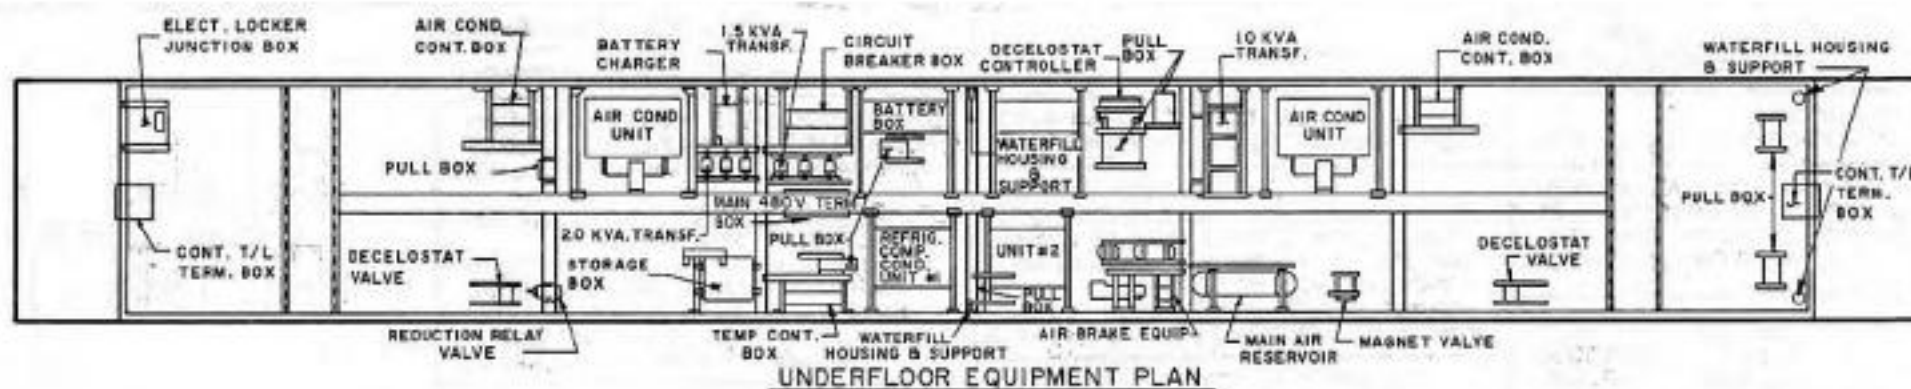 ELECT. LOCKER
JUNCTION BOX
AIR COND.
CONT. BOX
BATTERY
CHARGER
1.5 KVA
TRANSF.
CIRCUIT
BREAKER BOX
DECELOSTAT
CONTROLLER
PULL
BOX
10 KVA
TRANSF.
AIR COND.
CONT. BOX
WATERFILL HOUSING
& SUPPORT
AIR COND
UNIT
BATTERY
BOX
AIR COND
UNIT
PULL BOX
WATERFILL
HOUSING
&
SUPPORT
CONT. T/L
TERM.
BOX
PULL BOX
MAIN 480V TERM
BOX
CONT. T/L
TERM. BOX
DECELOSTAT
VALVE
20 KVA. TRANSF.
STORAGE
BOX
PULL BOX
REFRIG.
COMP.
COND.
UNIT #1
UNIT #2
PULL
BOX
DECELOSTAT
VALVE
REDUCTION RELAY
VALVE
TEMP CONT.
BOX
WATERFILL
HOUSING & SUPPORT
AIR BRAKE EQUIP
MAIN AIR
RESERVOIR
MAGNET VALVE
UNDERFLOOR EQUIPMENT PLAN